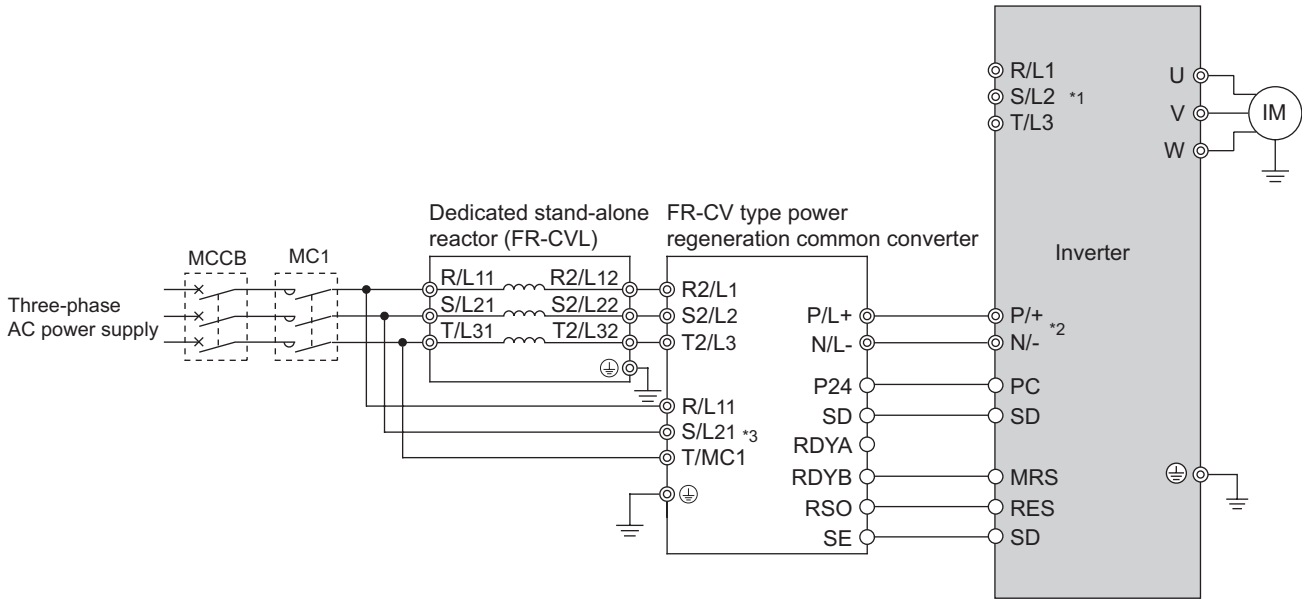 Three-phase
AC power supply
MCCB
MC1
Dedicated stand-alone
reactor (FR-CVL)
R/L11 R2/L12
S/L21 S2/L22
T/L31 T2/L32
FR-CV type power
regeneration common converter
R2/L1
S2/L2
T2/L3
R/L11
S/L21 *3
T/MC1
P/L+
N/L-
P24
SD
RDYA
RDYB
RSO
SE
R/L1
S/L2 *1
T/L3
Inverter
P/+
*2
N/-
PC
SD
MRS
RES
SD
U
V
W
IM